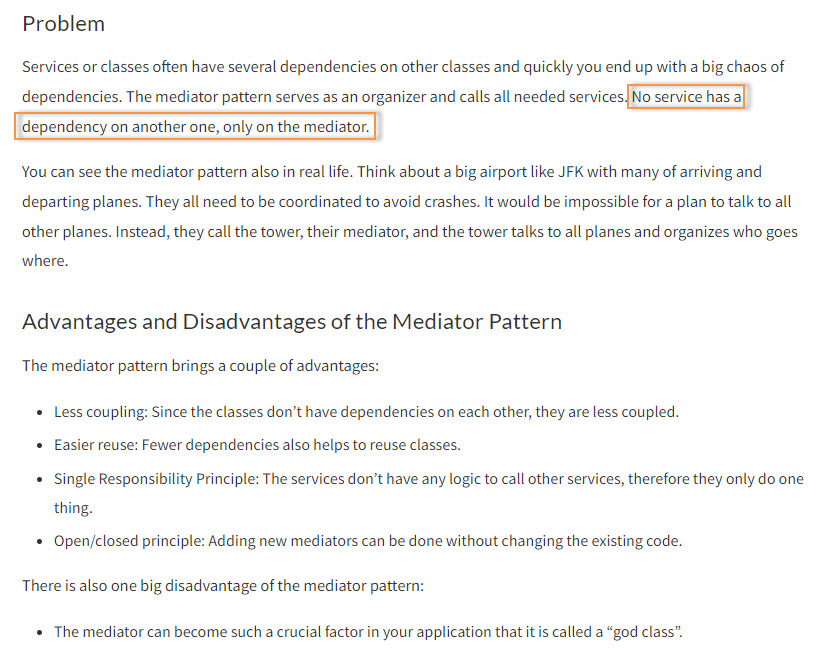 Problem
Services or classes often have several dependencies on other classes and quickly you end up with a big chaos of
dependencies. The mediator pattern serves as an organizer and calls all needed services. No service has a
dependency on another one, only on the mediator.
You can see the mediator pattern also in real life. Think about a big airport like JFK with many of arriving and
departing planes. They all need to be coordinated to avoid crashes. It would be impossible for a plan to talk to all
other planes. Instead, they call the tower, their mediator, and the tower talks to all planes and organizes who goes
where.
Advantages and Disadvantages of the Mediator Pattern
The mediator pattern brings a couple of advantages:
• Less coupling: Since the classes don’t have dependencies on each other, they are less coupled.
• Easier reuse: Fewer dependencies also helps to reuse classes.
• Single Responsibility Principle: The services don’t have any logic to call other services, therefore they only do one
thing.
• Open/closed principle: Adding new mediators can be done without changing the existing code.
There is also one big disadvantage of the mediator pattern:
• The mediator can become such a crucial factor in your application that it is called a “god class”.